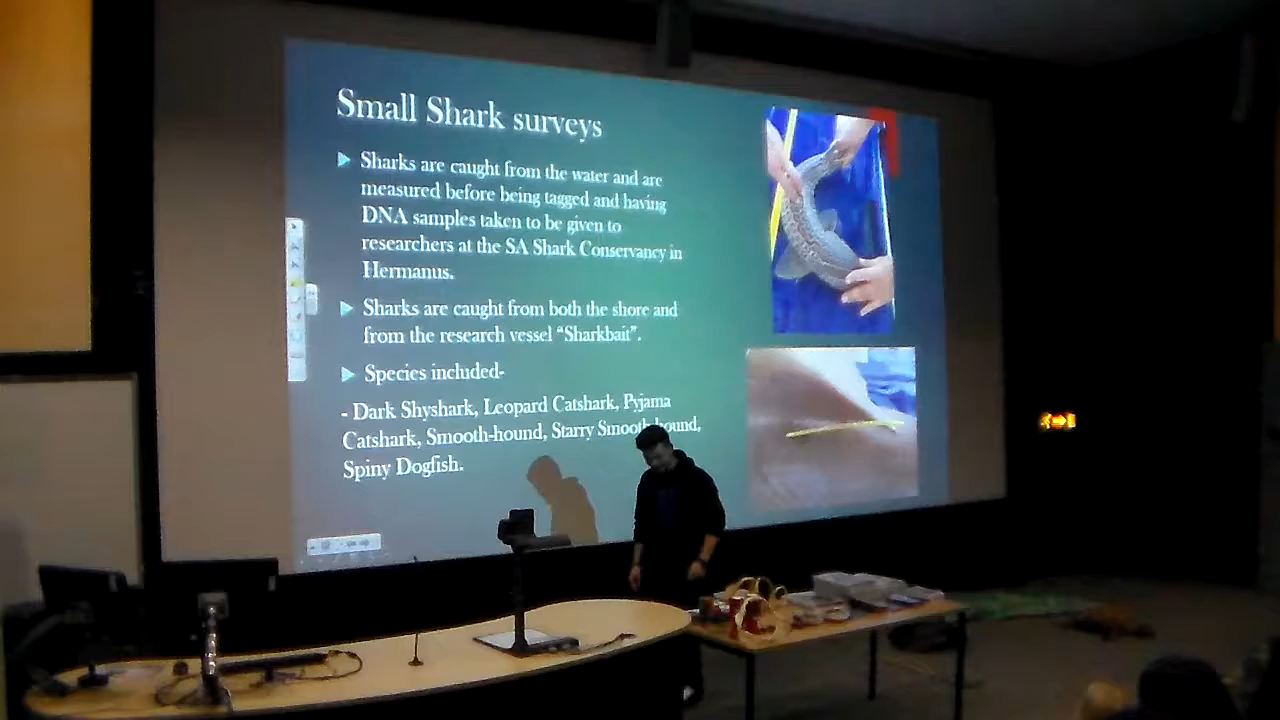 Small Shark surveys
Sharks are caught from the water and are
measured before being tagged and having
DNA samples taken to be given to
researchers at the SA Shark Conservancy in
Hermanus.
Sharks are caught from both the shore and
from the research vessel “Sharkbait”.
Species included-
- Dark Shyshark, Leopard Catshark, Pyjama
Catshark, Smooth-hound, Starry Smooth-hound,
Spiny Dogfish.